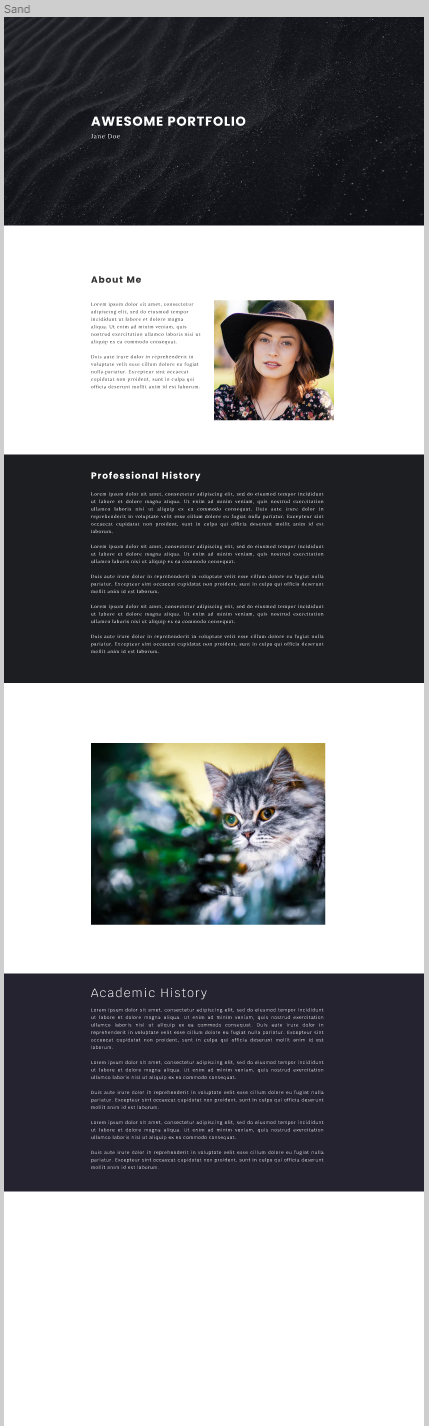 Sand
AWESOME PORTFOLIO
Jane Doe
About Me
Lorem ipsum dolor sit amet, consectetur
adipiscing elit, sed do eiusmod tempor
incididunt ut labore et dolore magna
aliqua. Ut enim ad minim veniam, quis
nostrud exercitation ullamco laboris nisi ut
aliquip ex ea commodo consequat.
Duis aute irure dolor in reprehenderit in
voluptate velit esse cillum dolore eu fugiat
nulla pariatur. Excepteur sint occaecat
cupidatat non proident, sunt in culpa qui
officia deserunt mollit anim id est laborum.
Professional History
Lorem ipsum dolor sit amet, consectetur adipiscing elit, sed do eiusmod tempor incididunt
ut labore et dolore magna aliqua. Ut enim ad minim veniam, quis nostrud exercitation
ullamco laboris nisi ut aliquip ex ea commodo consequat. Duis aute irure dolor in
reprehenderit in voluptate velit esse cillum dolore eu fugiat nulla pariatur. Excepteur sint
occaecat cupidatat non proident, sunt in culpa qui officia deserunt mollit anim id est
laborum.
Lorem ipsum dolor sit amet, consectetur adipiscing elit, sed do eiusmod tempor incididunt
ut labore et dolore magna aliqua. Ut enim ad minim veniam, quis nostrud exercitation
ullamco laboris nisi ut aliquip ex ea commodo consequat.
Duis aute irure dolor in reprehenderit in voluptate velit esse cillum dolore eu fugiat nulla
pariatur. Excepteur sint occaecat cupidatat non proident, sunt in culpa qui officia deserunt
mollit anim id est laborum.
Lorem ipsum dolor sit amet, consectetur adipiscing elit, sed do eiusmod tempor incididunt
ut labore et dolore magna aliqua. Ut enim ad minim veniam, quis nostrud exercitation
ullamco laboris nisi ut aliquip ex ea commodo consequat.
Duis aute irure dolor in reprehenderit in voluptate velit esse cillum dolore eu fugiat nulla
pariatur. Excepteur sint occaecat cupidatat non proident, sunt in culpa qui officia deserunt
mollit anim id est laborum.
Academic History
Lorem ipsum dolor sit amet, consectetur adipiscing elit, sed do eiusmod tempor incididunt
ut labore et dolore magna aliqua. Ut enim ad minim veniam, quis nostrud exercitation
ullamco laboris nisi ut aliquip ex ea commodo consequat. Duis aute irure dolor in
reprehenderit in voluptate velit esse cillum dolore eu fugiat nulla pariatur. Excepteur sint
occaecat cupidatat non proident, sunt in culpa qui officia deserunt mollit anim id est
laborum.
Lorem ipsum dolor sit amet, consectetur adipiscing elit, sed do eiusmod tempor incididunt
ut labore et dolore magna aliqua. Ut enim ad minim veniam, quis nostrud exercitation
ullamco laboris nisi ut aliquip ex ea commodo consequat.
Duis aute irure dolor in reprehenderit in voluptate velit esse cillum dolore eu fugiat nulla
pariatur. Excepteur sint occaecat cupidatat non proident, sunt in culpa qui officia deserunt
mollit anim id est laborum.
Lorem ipsum dolor sit amet, consectetur adipiscing elit, sed do eiusmod tempor incididunt
ut labore et dolore magna aliqua. Ut enim ad minim veniam, quis nostrud exercitation
ullamco laboris nisi ut aliquip ex ea commodo consequat.
Duis aute irure dolor in reprehenderit in voluptate velit esse cillum dolore eu fugiat nulla
pariatur. Excepteur sint occaecat cupidatat non proident, sunt in culpa qui officia deserunt
mollit anim id est laborum.